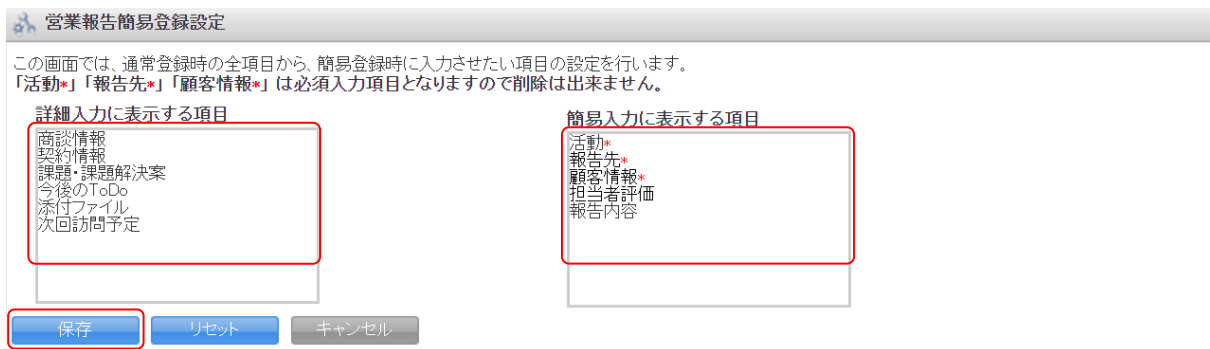 営業報告簡易登録設定
この画面では、通常登録時の全項目から、簡易登録時に入力させたい項目の設定を行います。
「活動*」「報告先*」「顧客情報*」は必須入力項目となりますので削除は出来ません。
詳細入力に表示する項目
商談情報
契約情報
課題・課題解決案
今後のToDo
添付ファイル
次回訪問予定
簡易入力に表示する項目
活動*
報告先*
顧客情報*
担当者評価
報告内容
保存
リセット
キャンセル